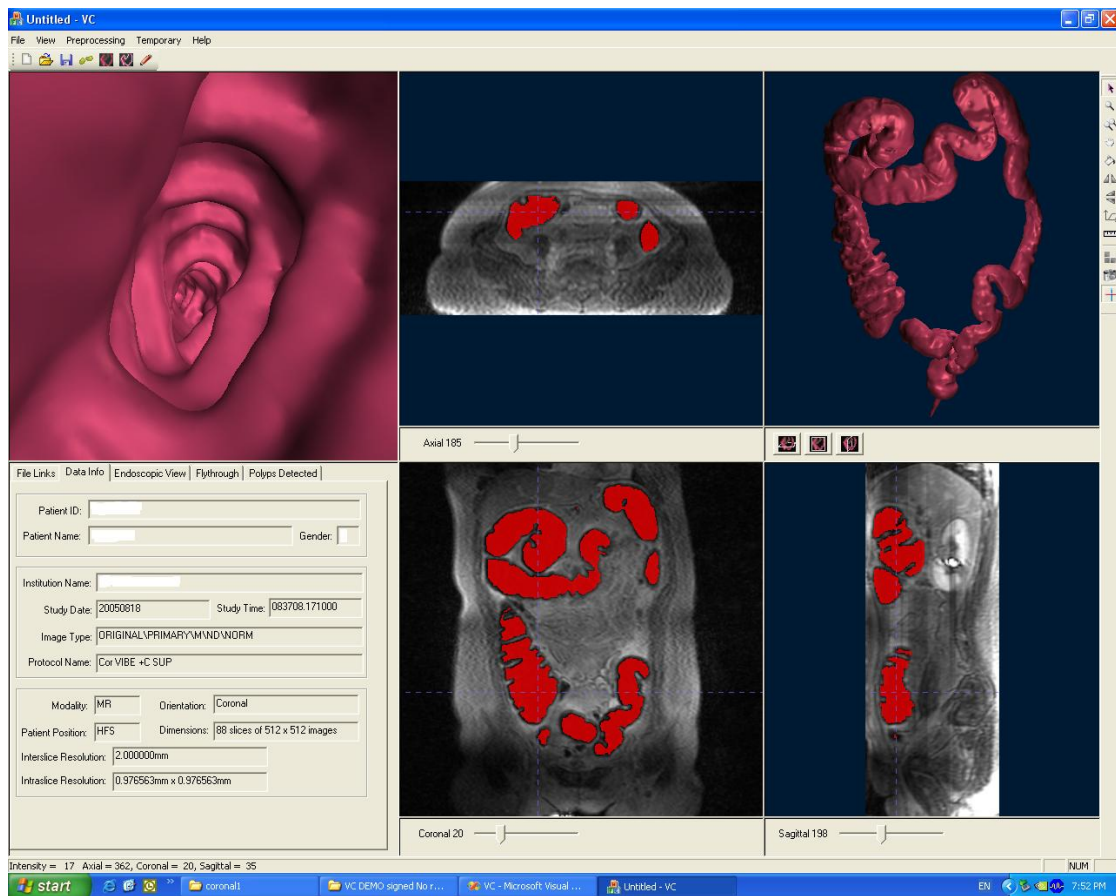 Untitled - VC
File View Preprocessing Temporary Help
Axial 185
File Links Data Info Endoscopic View Flythrough Polyps Detected
Patient ID:
Patient Name: Gender:
Institution Name:
Study Date: 20050818 Study Time: 083708.171000
Image Type: ORIGINAL\PRIMARY\M\ND\NORM
Protocol Name: Cor VIBE +C SUP
Modality: MR Orientation: Coronal
Patient Position: HFS Dimensions: 88 slices of 512 x 512 images
Interslice Resolution: 2.000000mm
Intraslice Resolution: 0.976563mm x 0.976563mm
Coronal 20
Sagittal 198
Intensity = 17 Axial = 362, Coronal = 20, Sagittal = 35 NUM
start coronal1 VC DEMO signed No r... VC - Microsoft Visual ... Untitled - VC EN 7:52 PM